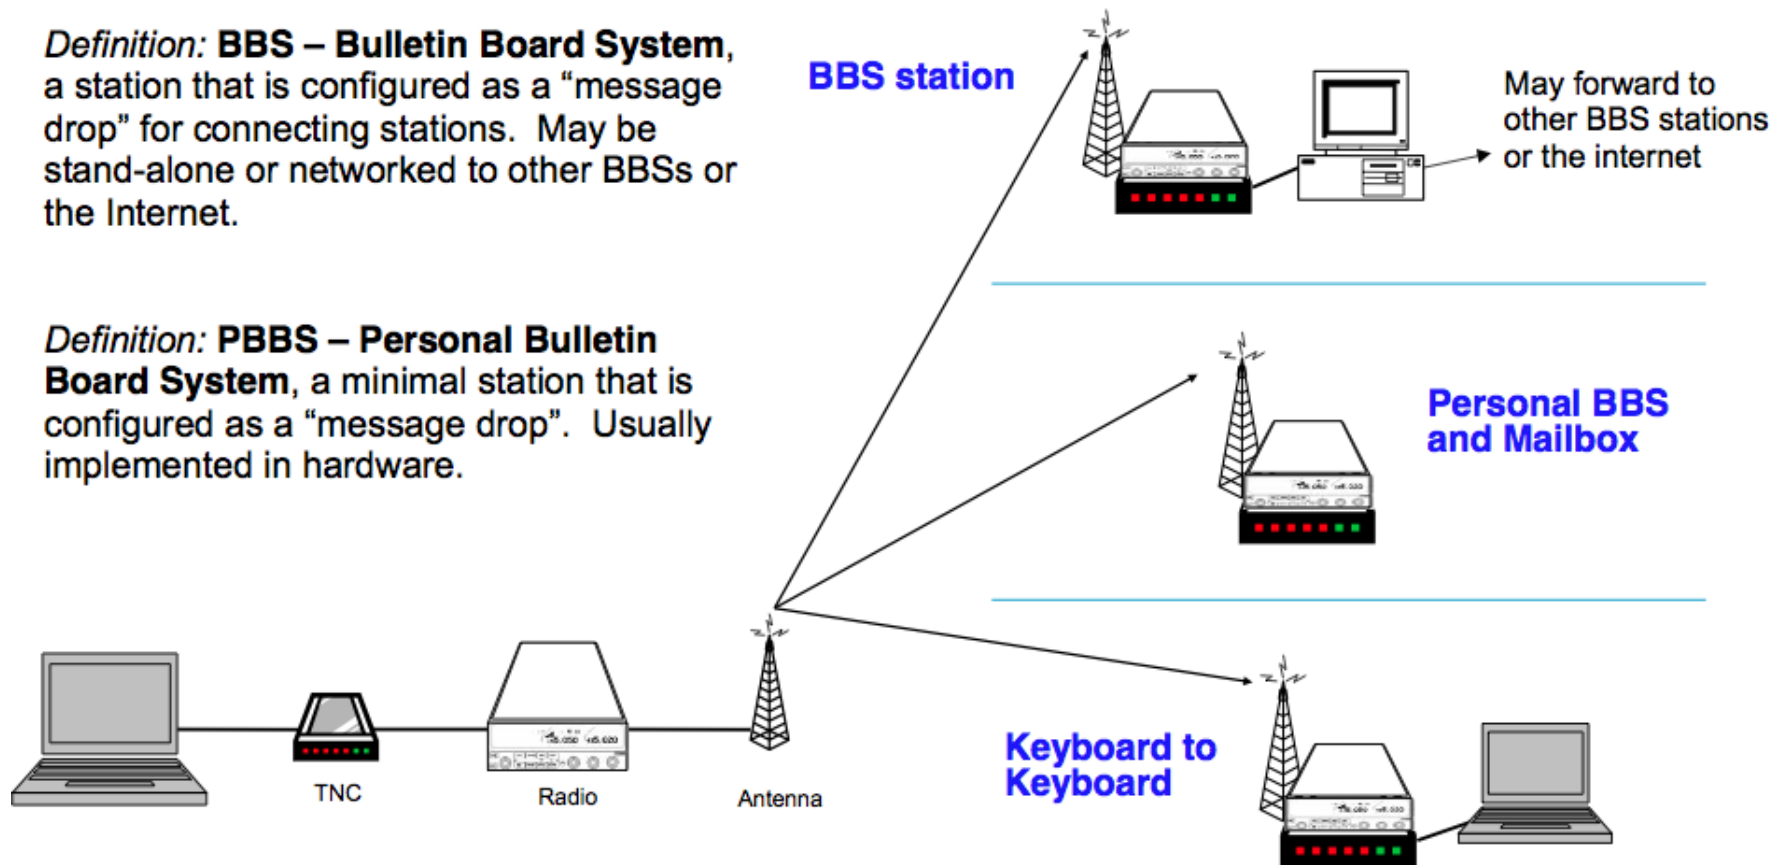 Definition: BBS – Bulletin Board System,
a station that is configured as a “message
drop” for connecting stations.  May be
stand-alone or networked to other BBSs or
the Internet.
BBS station
May forward to
other BBS stations
or the internet
Definition: PBBS – Personal Bulletin
Board System, a minimal station that is
configured as a “message drop”.  Usually
implemented in hardware.
Personal BBS
and Mailbox
TNC
Radio
Antenna
Keyboard to
Keyboard